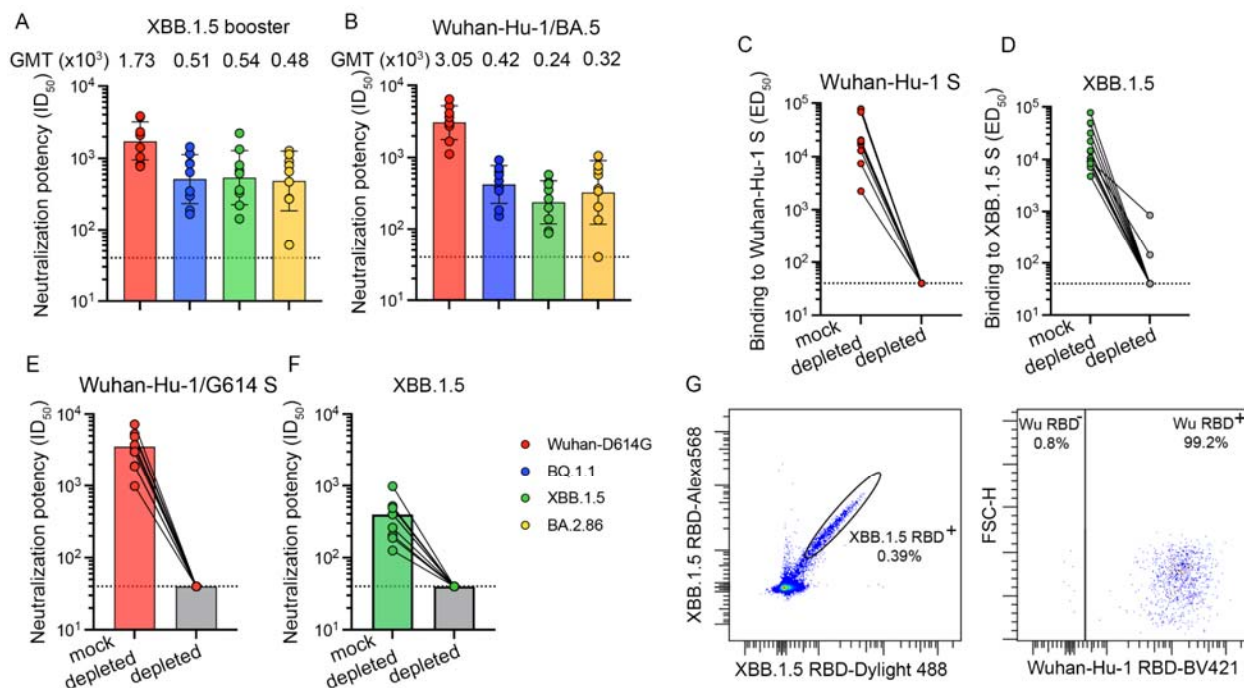 A
XBB.1.5 booster
GMT (x10³) 1.73 0.51 0.54 0.48
Neutralization potency (ID₅₀)
10⁴
10³
10²
10¹
B
Wuhan-Hu-1/BA.5
GMT (x10³) 3.05 0.42 0.24 0.32
Neutralization potency (ID₅₀)
10⁴
10³
10²
10¹
C
Wuhan-Hu-1 S
Binding to Wuhan-Hu-1 S (ED₅₀)
10⁵
10⁴
10³
10²
10¹
mock
depleted
depleted
D
XBB.1.5
Binding to XBB.1.5 S (ED₅₀)
10⁵
10⁴
10³
10²
10¹
mock
depleted
depleted
E
Wuhan-Hu-1/G614 S
Neutralization potency (ID₅₀)
10⁴
10³
10²
10¹
mock
depleted
depleted
F
XBB.1.5
Neutralization potency (ID₅₀)
10⁴
10³
10²
10¹
mock
depleted
depleted
Wuhan-D614G
BQ.1.1
XBB.1.5
BA.2.86
G
XBB.1.5 RBD-Alexa568
XBB.1.5 RBD⁺
0.39%
XBB.1.5 RBD-Dylight 488
FSC-H
Wu RBD⁻
0.8%
Wu RBD⁺
99.2%
Wuhan-Hu-1 RBD-BV421